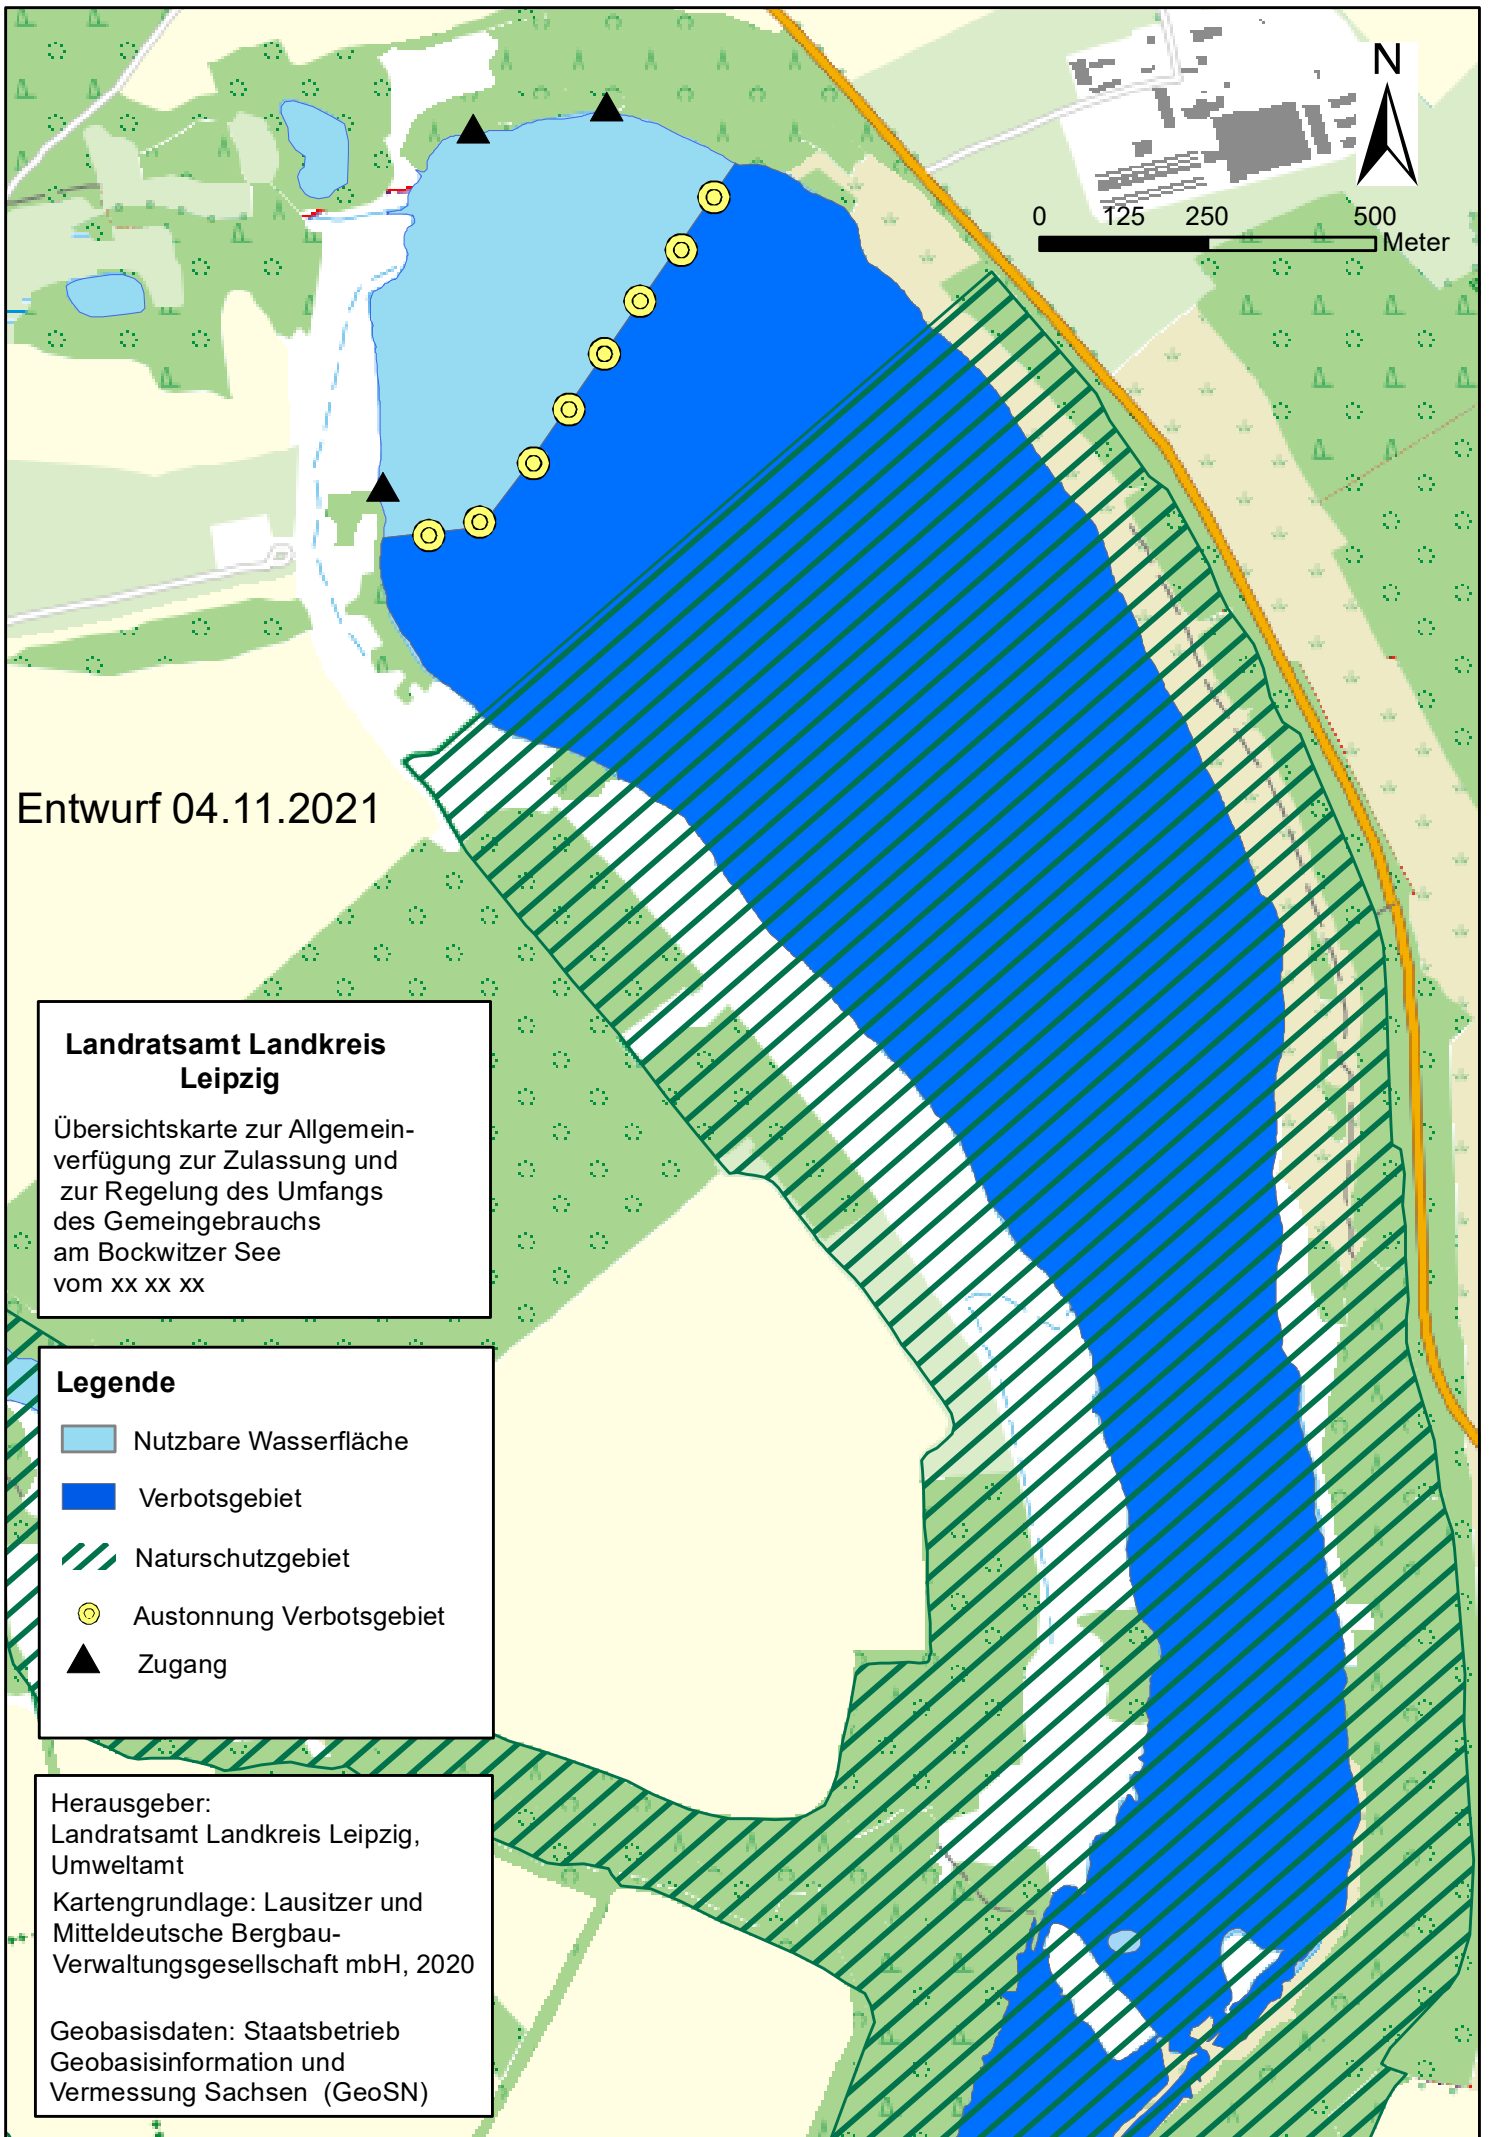 N
0 125 250 500
Meter
Entwurf 04.11.2021
Landratsamt Landkreis
Leipzig
Übersichtskarte zur Allgemein-
verfügung zur Zulassung und
zur Regelung des Umfangs
des Gemeingebrauchs
am Bockwitzer See
vom xx xx xx
Legende
Nutzbare Wasserfläche
Verbotsgebiet
Naturschutzgebiet
Austonnung Verbotsgebiet
Zugang
Herausgeber:
Landratsamt Landkreis Leipzig,
Umweltamt
Kartengrundlage: Lausitzer und
Mitteldeutsche Bergbau-
Verwaltungsgesellschaft mbH, 2020
Geobasisdaten: Staatsbetrieb
Geobasisinformation und
Vermessung Sachsen (GeoSN)